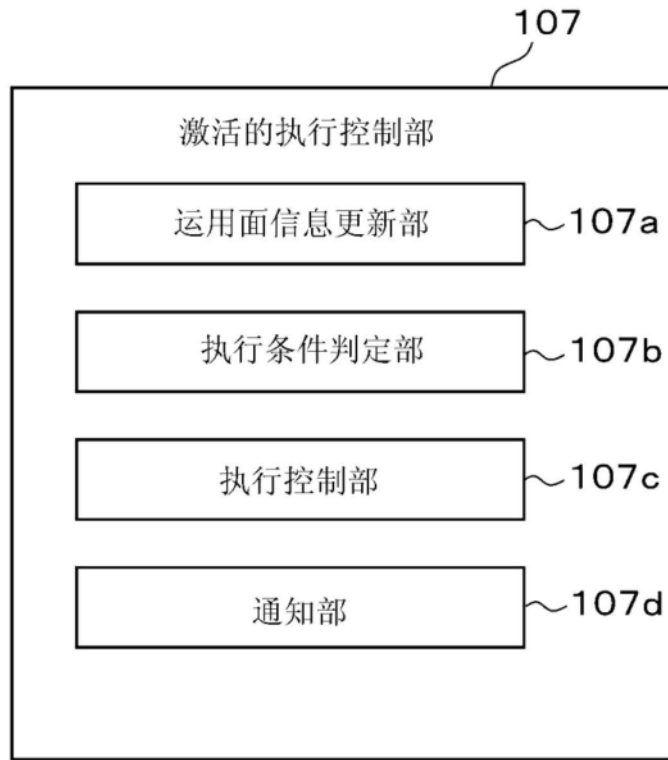 107
激活的执行控制部
运用面信息更新部
107a
执行条件判定部
107b
执行控制部
107c
通知部
107d